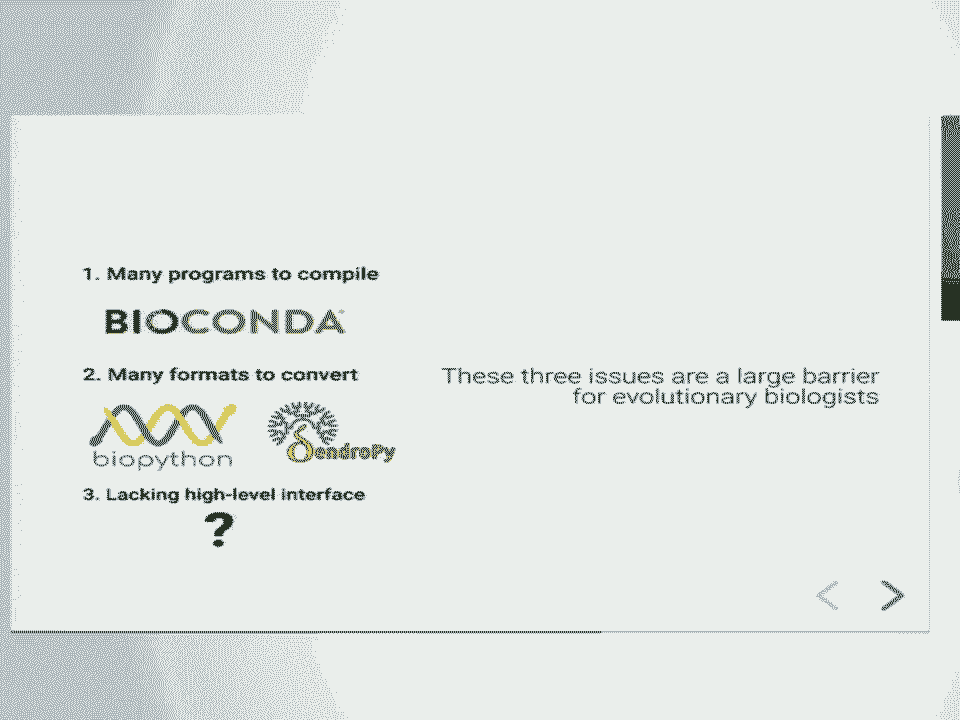 1. Many programs to compile
BIOCONDA
2. Many formats to convert
biopython
DendroPy
3. Lacking high-level interface
?
These three issues are a large barrier
for evolutionary biologists